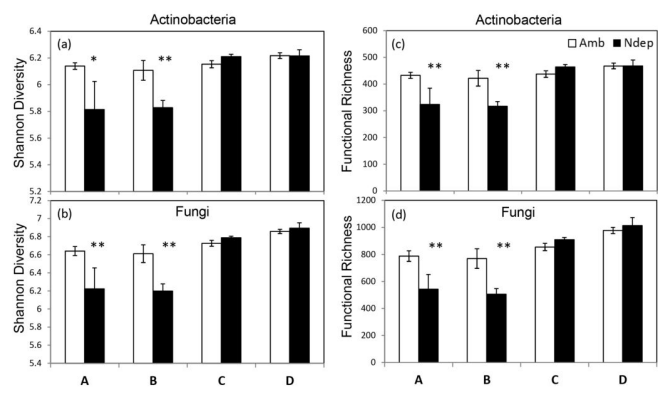 Actinobacteria
Shannon Diversity
6.4
6.2
6
5.8
5.6
5.4
5.2
(a)
*
**
Actinobacteria
Functional Richness
600
500
400
300
200
100
0
(c)
**
**
Amb Ndep
Fungi
Shannon Diversity
7.2
7
6.8
6.6
6.4
6.2
6
5.8
5.6
5.4
(b)
**
**
A B C D
Fungi
Functional Richness
1200
1000
800
600
400
200
0
(d)
**
**
A B C D